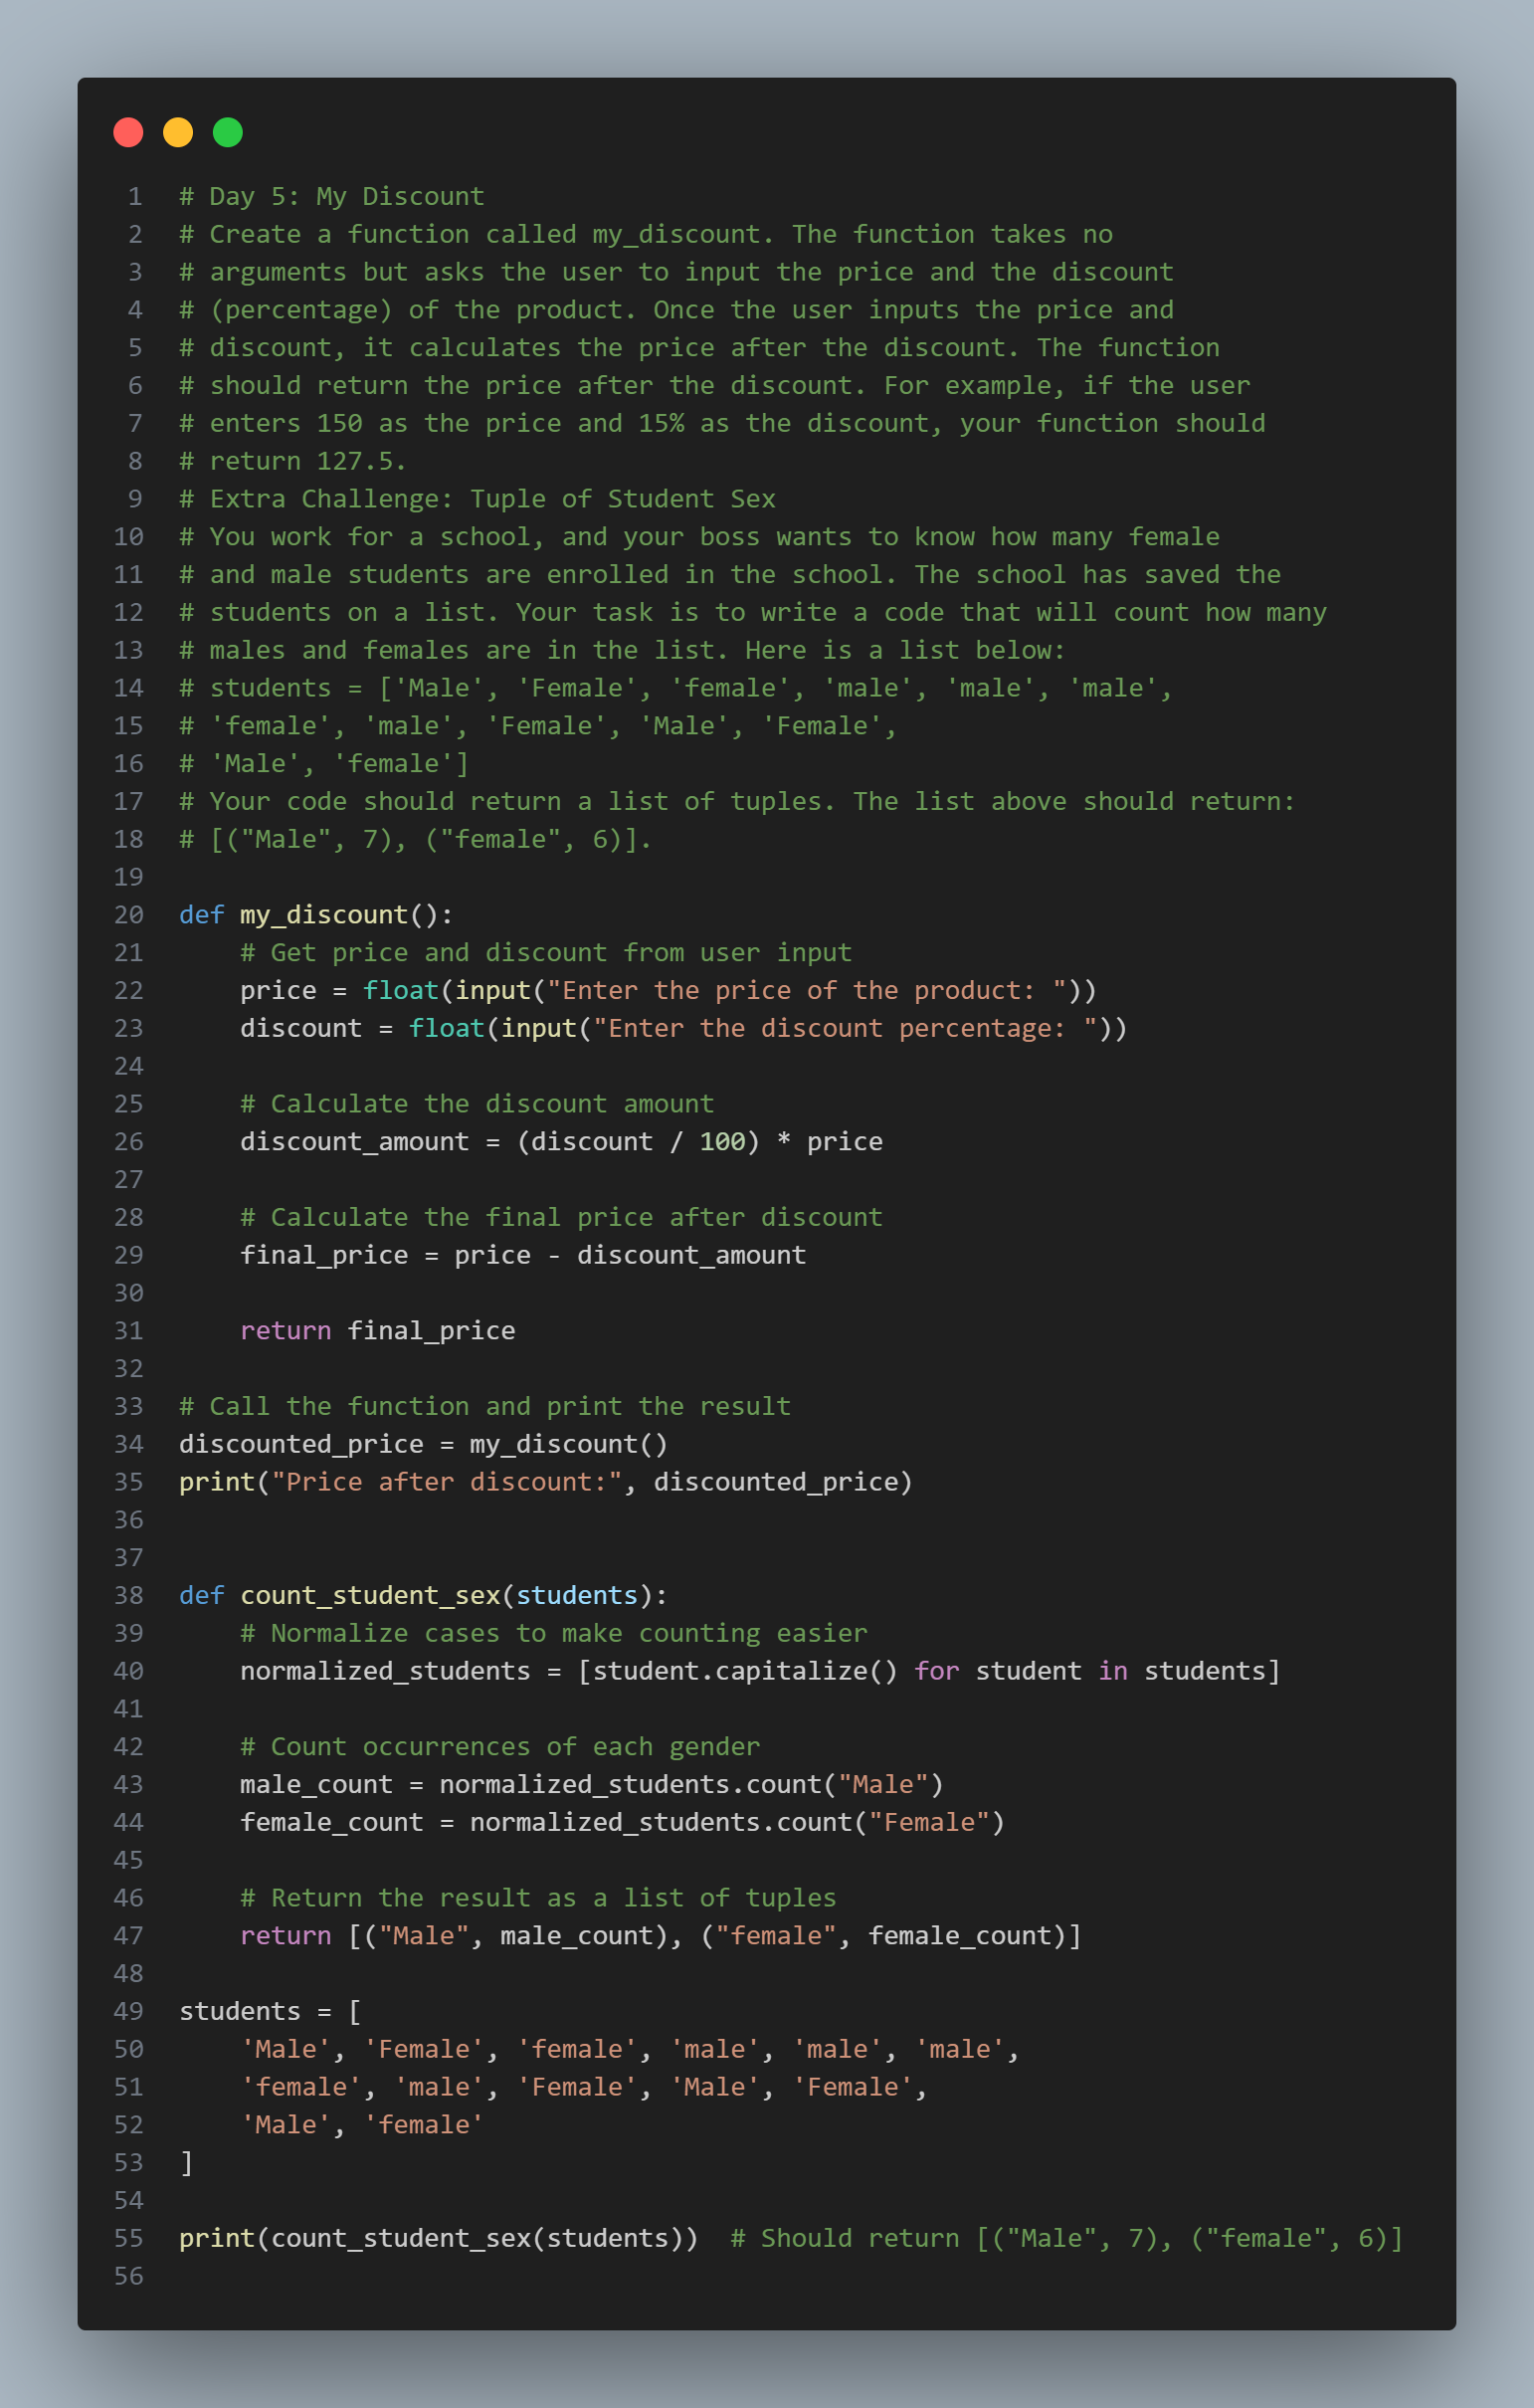 1 # Day 5: My Discount
2 # Create a function called my_discount. The function takes no
3 # arguments but asks the user to input the price and the discount
4 # (percentage) of the product. Once the user inputs the price and
5 # discount, it calculates the price after the discount. The function
6 # should return the price after the discount. For example, if the user
7 # enters 150 as the price and 15% as the discount, your function should
8 # return 127.5.
9 # Extra Challenge: Tuple of Student Sex
10 # You work for a school, and your boss wants to know how many female
11 # and male students are enrolled in the school. The school has saved the
12 # students on a list. Your task is to write a code that will count how many
13 # males and females are in the list. Here is a list below:
14 # students = ['Male', 'Female', 'female', 'male', 'male', 'male',
15 # 'female', 'male', 'Female', 'Male', 'Female',
16 # 'Male', 'female']
17 # Your code should return a list of tuples. The list above should return:
18 # [("Male", 7), ("female", 6)].
19
20 def my_discount():
21     # Get price and discount from user input
22     price = float(input("Enter the price of the product: "))
23     discount = float(input("Enter the discount percentage: "))
24
25     # Calculate the discount amount
26     discount_amount = (discount / 100) * price
27
28     # Calculate the final price after discount
29     final_price = price - discount_amount
30
31     return final_price
32
33 # Call the function and print the result
34 discounted_price = my_discount()
35 print("Price after discount:", discounted_price)
36
37
38 def count_student_sex(students):
39     # Normalize cases to make counting easier
40     normalized_students = [student.capitalize() for student in students]
41
42     # Count occurrences of each gender
43     male_count = normalized_students.count("Male")
44     female_count = normalized_students.count("Female")
45
46     # Return the result as a list of tuples
47     return [("Male", male_count), ("female", female_count)]
48
49 students = [
50     'Male', 'Female', 'female', 'male', 'male', 'male',
51     'female', 'male', 'Female', 'Male', 'Female',
52     'Male', 'female'
53 ]
54
55 print(count_student_sex(students))  # Should return [("Male", 7), ("female", 6)]
56